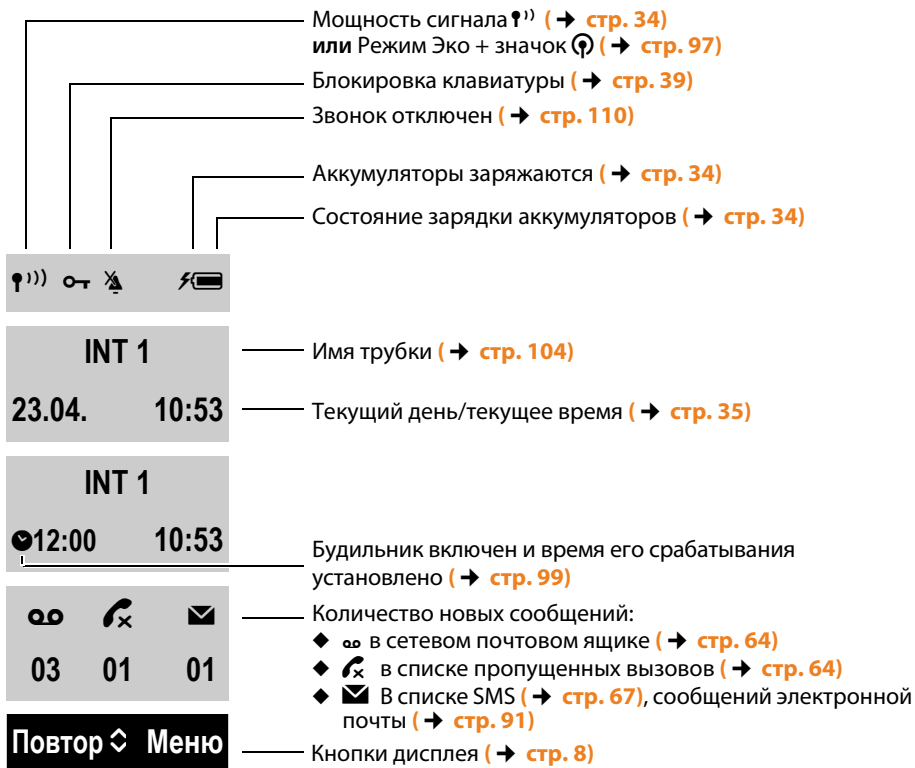 Мощность сигнала ( ➔ стр. 34)
или Режим Эко + значок ( ➔ стр. 97)
Блокировка клавиатуры ( ➔ стр. 39)
Звонок отключен ( ➔ стр. 110)
Аккумуляторы заряжаются ( ➔ стр. 34)
Состояние зарядки аккумуляторов ( ➔ стр. 34)
INT 1
Имя трубки ( ➔ стр. 104)
23.04. 10:53
Текущий день/текущее время ( ➔ стр. 35)
INT 1
12:00 10:53
Будильник включен и время его срабатывания
установлено ( ➔ стр. 99)
Количество новых сообщений:
◆ в сетевом почтовом ящике ( ➔ стр. 64)
03 01 01
◆ в списке пропущенных вызовов ( ➔ стр. 64)
◆ В списке SMS ( ➔ стр. 67), сообщений электронной
почты ( ➔ стр. 91)
Повтор Меню
Кнопки дисплея ( ➔ стр. 8)